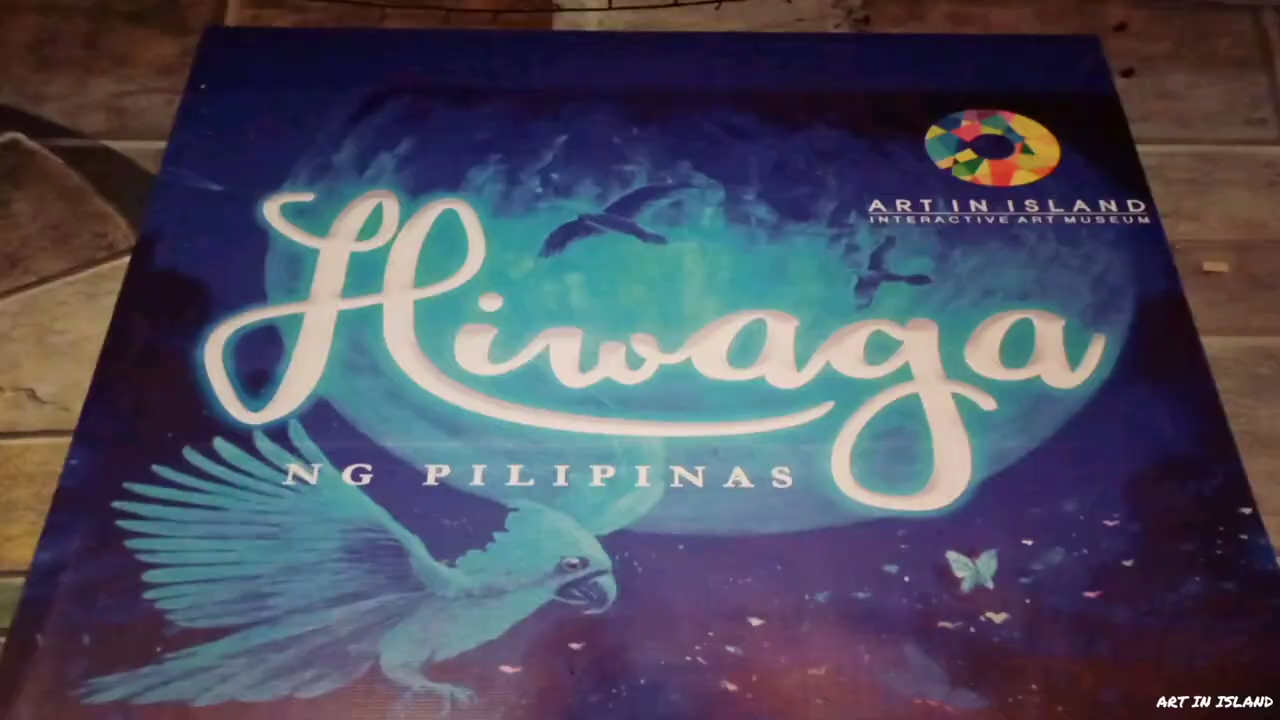 ART IN ISLAND
INTERACTIVE ART MUSEUM
Hiwaga
NG PILIPINAS
ART IN ISLAND